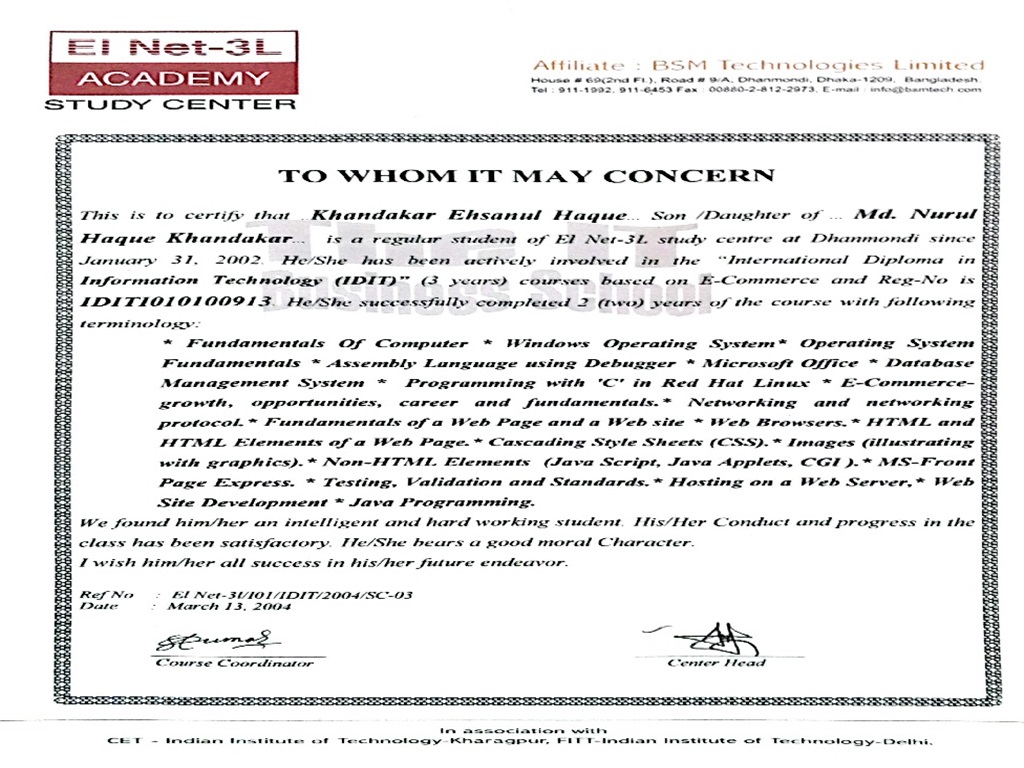 El Net-3L
ACADEMY
STUDY CENTER
Affiliate : BSM Technologies Limited
House # 69(2nd Fl.), Road # 9/A, Dhanmondi, Dhaka-1209, Bangladesh.
Tel : 911-1992, 911-6453 Fax : 00880-2-812-2973, E-mail : info@bsmtech.com
TO WHOM IT MAY CONCERN
This is to certify that ..Khandakar Ehsanul Haque... Son /Daughter of ... Md. Nurul
Haque Khandakar... is a regular student of El Net-3L study centre at Dhanmondi since
January 31, 2002. He/She has been actively involved in the "International Diploma in
Information Technology (IDIT)" (3 years) courses based on E-Commerce and Reg-No is
IDIT1010100913. He/She successfully completed 2 (two) years of the course with following
terminology:
The IT
Business School
* Fundamentals Of Computer * Windows Operating System* Operating System
Fundamentals * Assembly Language using Debugger * Microsoft Office * Database
Management System * Programming with 'C' in Red Hat Linux * E-Commerce-
growth, opportunities, career and fundamentals.* Networking and networking
protocol.* Fundamentals of a Web Page and a Web site * Web Browsers.* HTML and
HTML Elements of a Web Page.* Cascading Style Sheets (CSS).* Images (illustrating
with graphics).* Non-HTML Elements (Java Script, Java Applets, CGI ).* MS-Front
Page Express. * Testing, Validation and Standards.* Hosting on a Web Server,* Web
Site Development * Java Programming.
We found him/her an intelligent and hard working student. His/Her Conduct and progress in the
class has been satisfactory. He/She bears a good moral Character.
I wish him/her all success in his/her future endeavor.
Ref No : El Net-3l/I01/IDIT/2004/SC-03
Date : March 13, 2004
Course Coordinator
Center Head
In association with
CET - Indian Institute of Technology-Kharagpur, FITT-Indian Institute of Technology-Delhi.